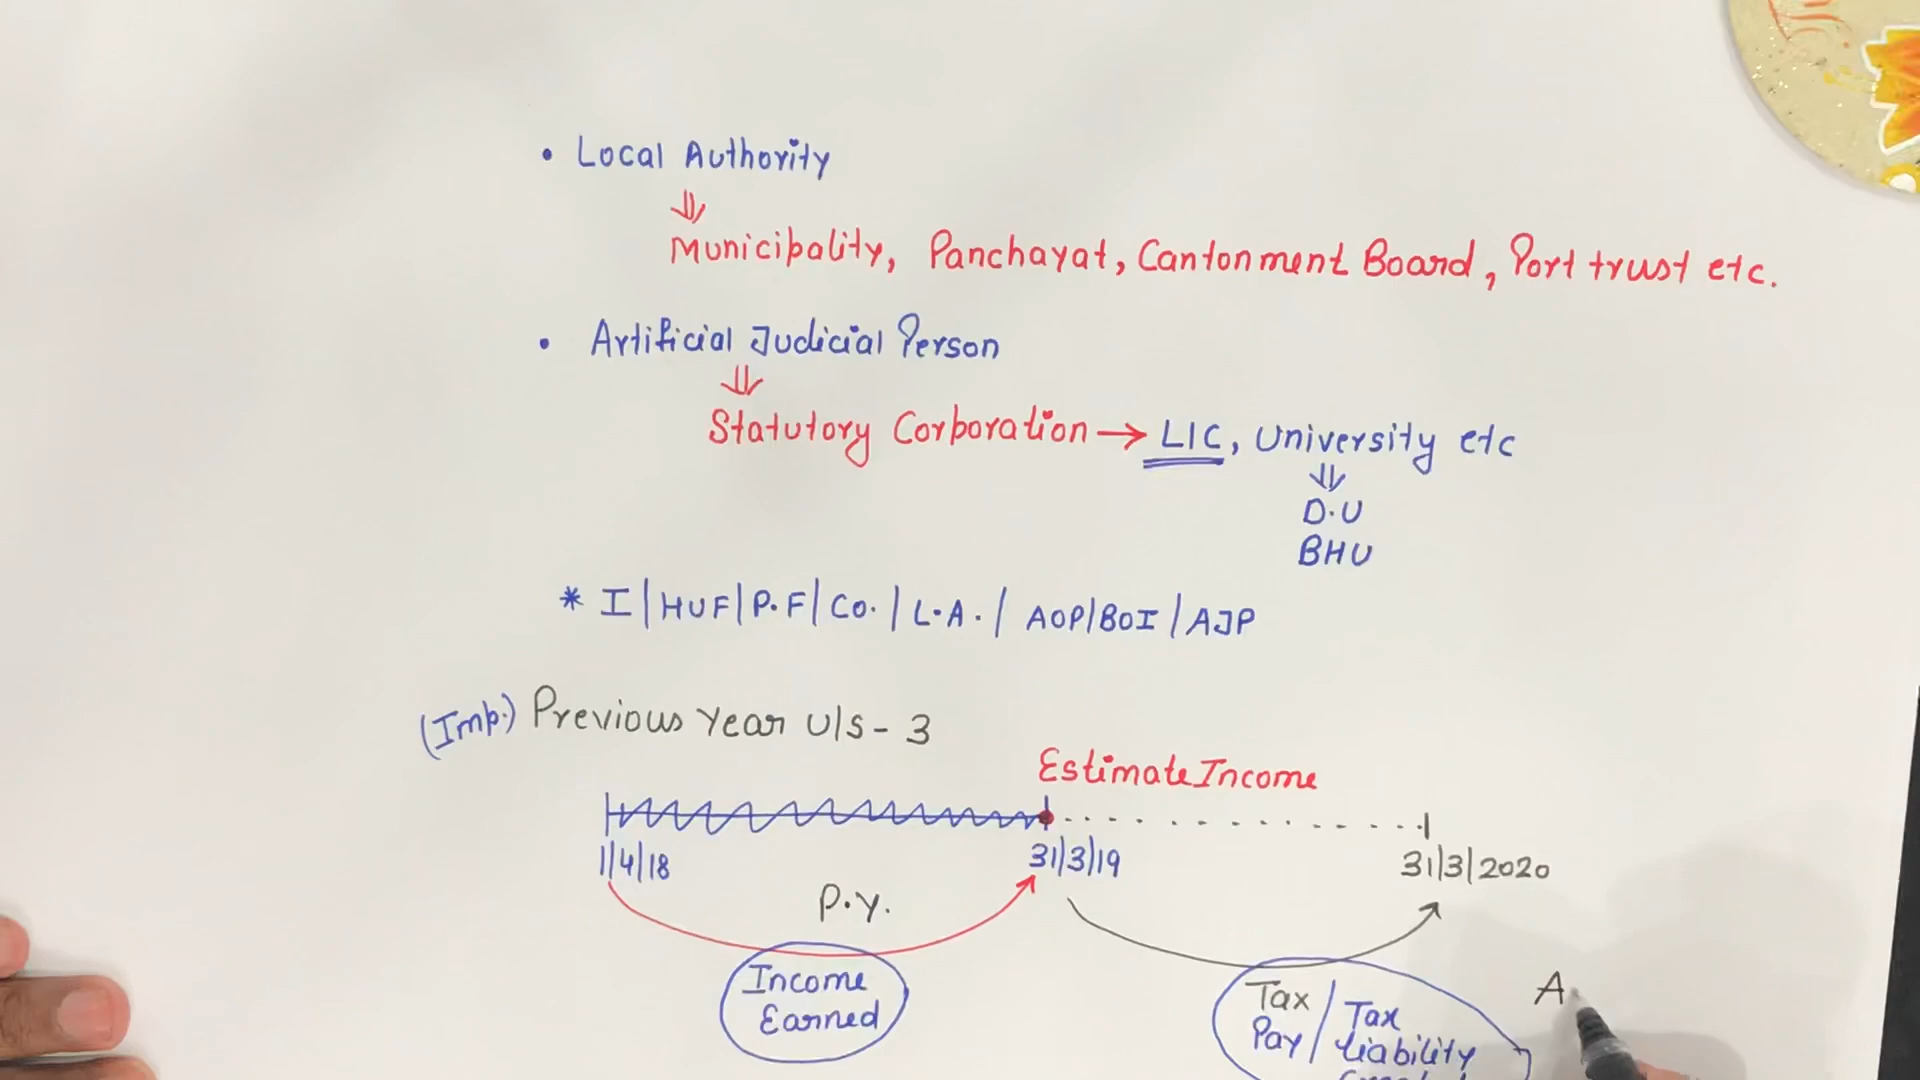 • Local Authority
Municipality, Panchayat, Cantonment Board, Port trust etc.
• Artificial Judicial Person
Statutory Corporation → LIC, University etc
D.U
BHU
* I | HUF | P.F | Co. | L.A. | AOP/BOI | AJP
(Imp.) Previous Year U/S - 3
Estimate Income
1/4/18 31/3/19 31/3/2020
P.Y.
Income
Earned
Tax Pay / Tax liability
A